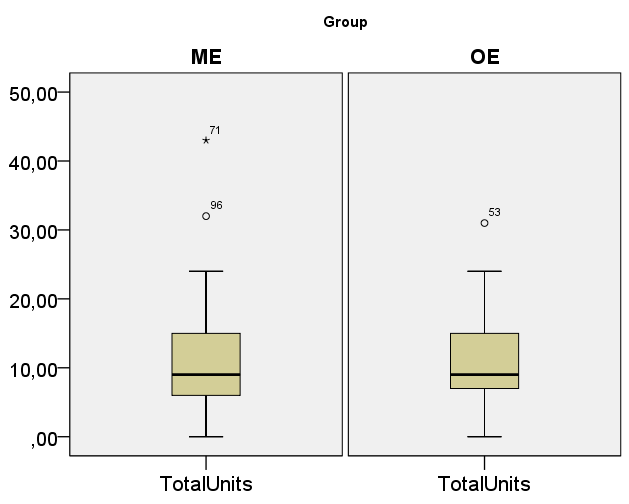 Group
ME
OE
50,00
40,00
30,00
20,00
10,00
,00
71
96
53
TotalUnits
TotalUnits